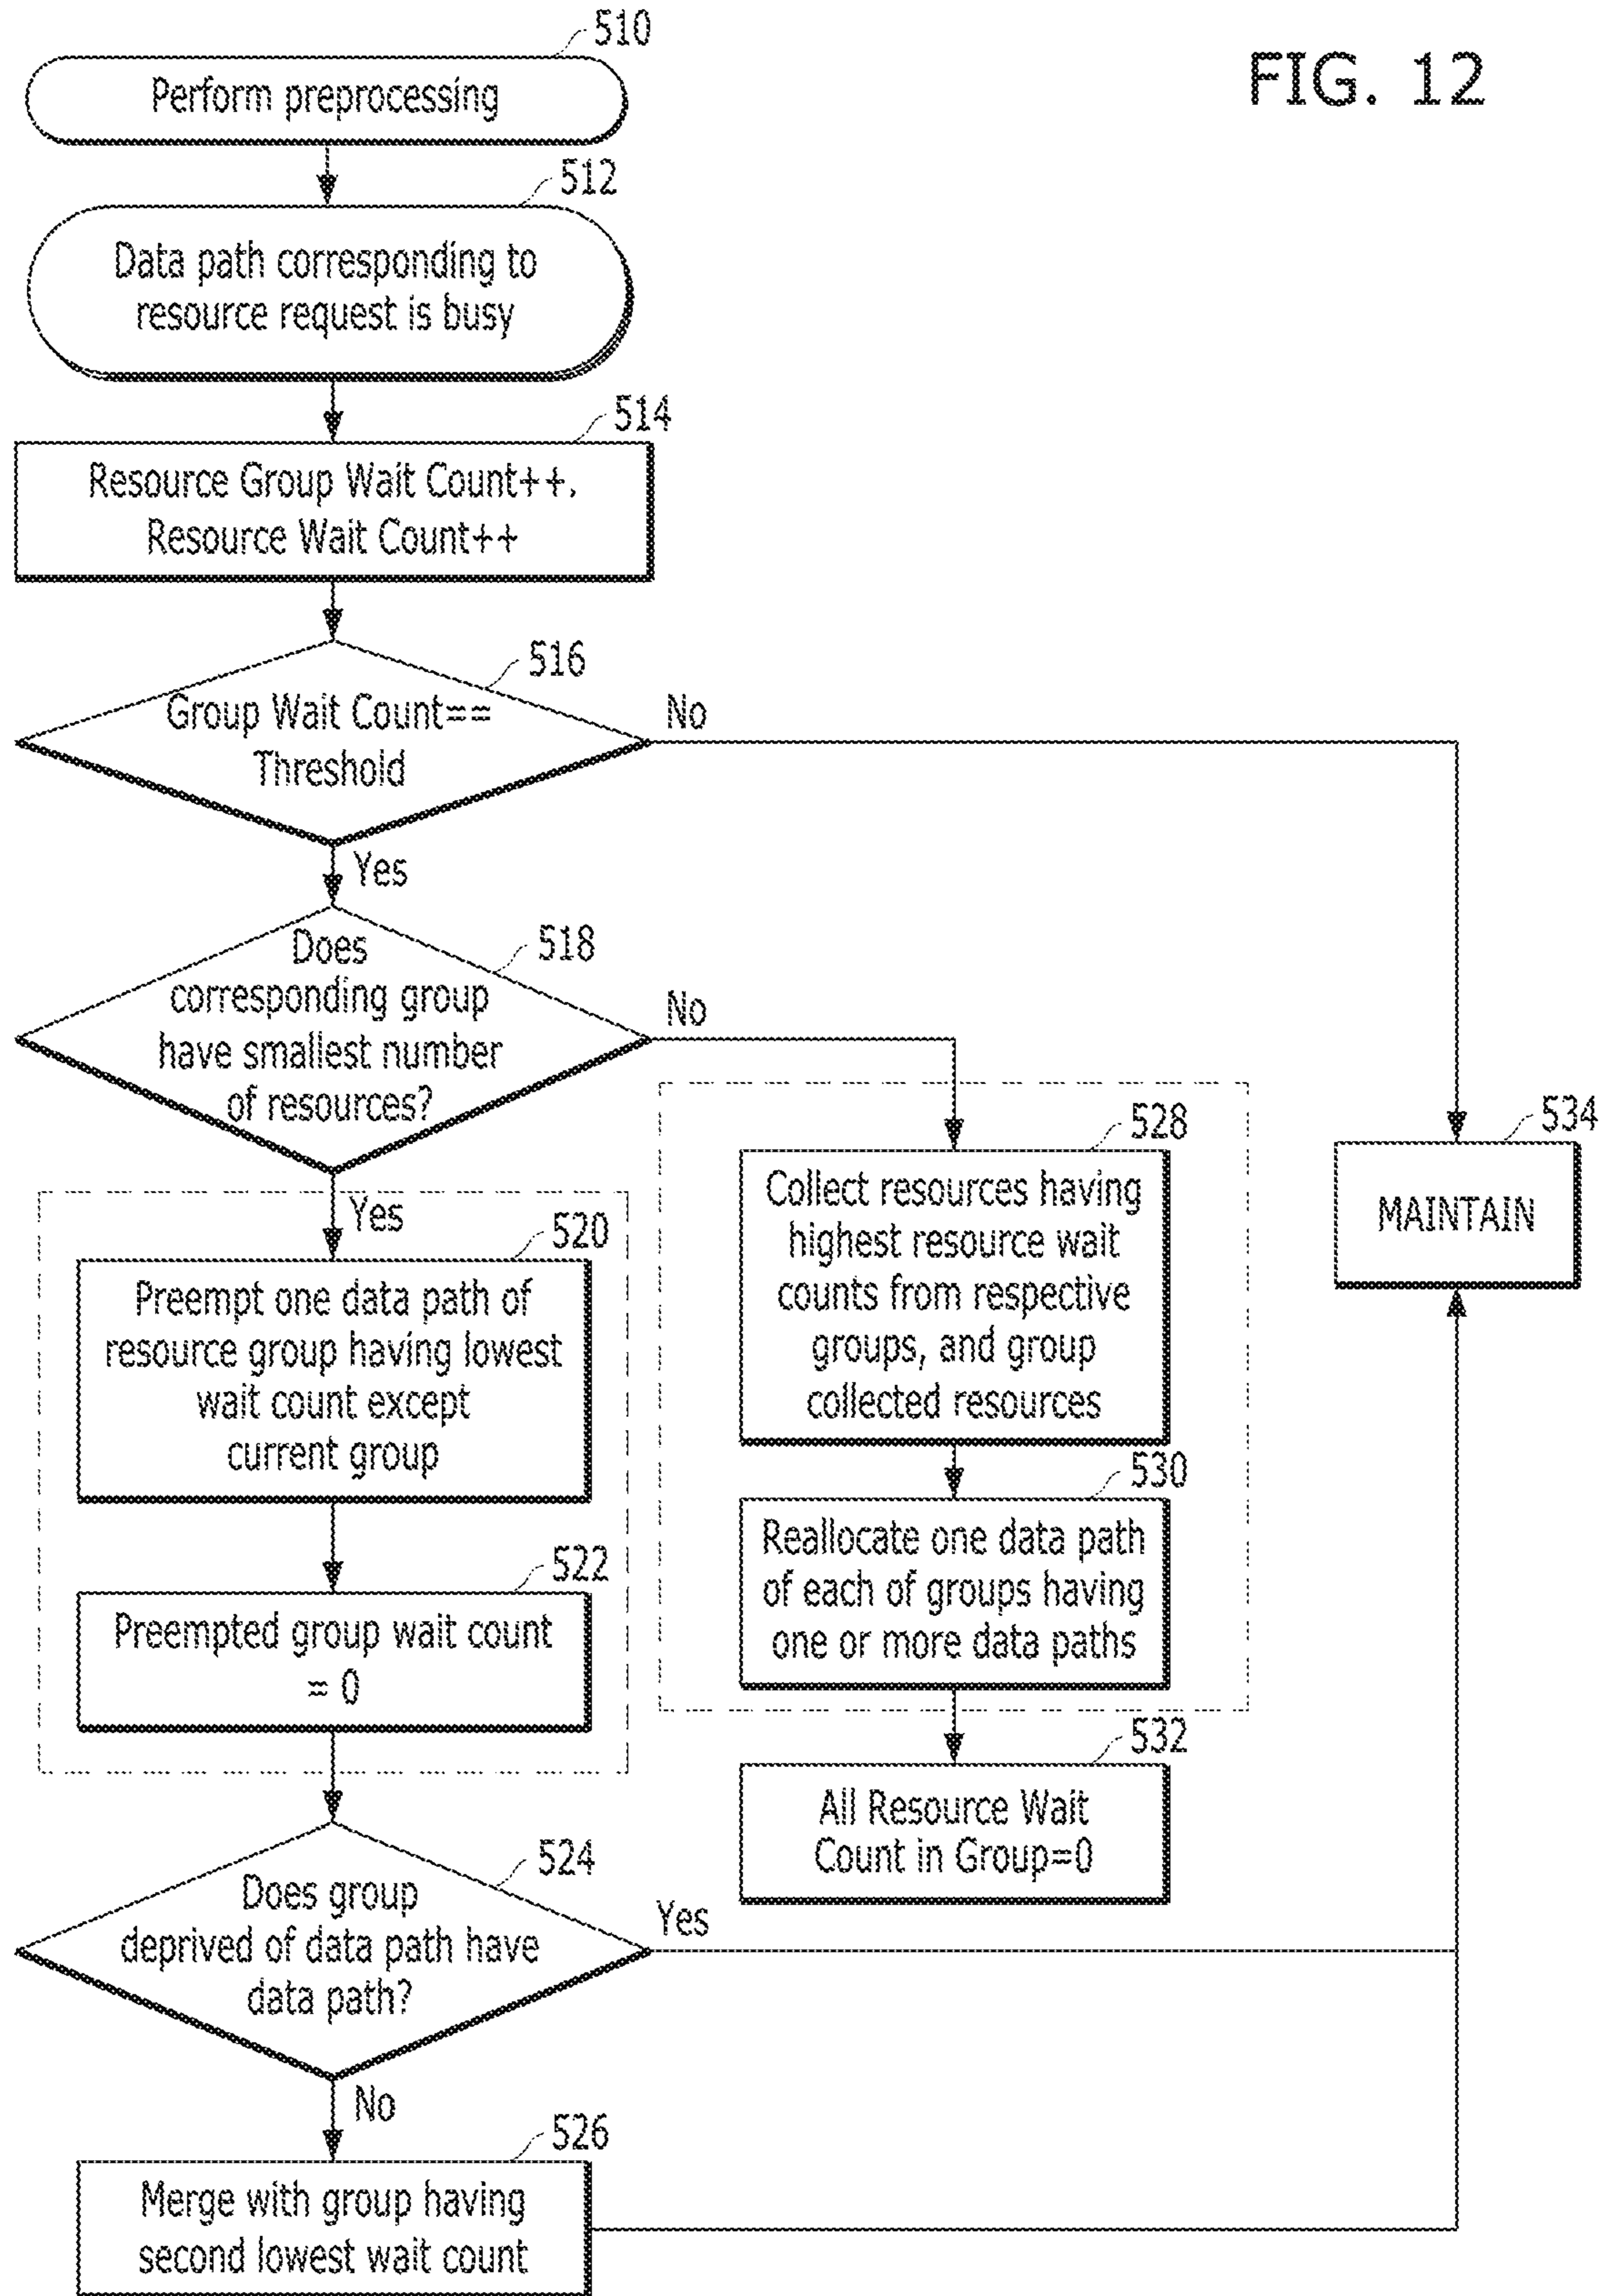 FIG. 12
510
Perform preprocessing
512
Data path corresponding to
resource request is busy
514
Resource Group Wait Count++,
Resource Wait Count++
516
Group Wait Count==
Threshold
No
Yes
518
Does
corresponding group
have smallest number
of resources?
No
Yes
520
Preempt one data path of
resource group having lowest
wait count except
current group
522
Preempted group wait count
= 0
524
Does group
deprived of data path have
data path?
Yes
No
526
Merge with group having
second lowest wait count
528
Collect resources having
highest resource wait
counts from respective
groups, and group
collected resources
530
Reallocate one data path
of each of groups having
one or more data paths
532
All Resource Wait
Count in Group=0
534
MAINTAIN